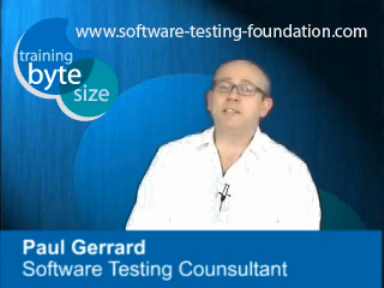 www.software-testing-foundation.com
training
byte
size
Paul Gerrard
Software Testing Counsultant